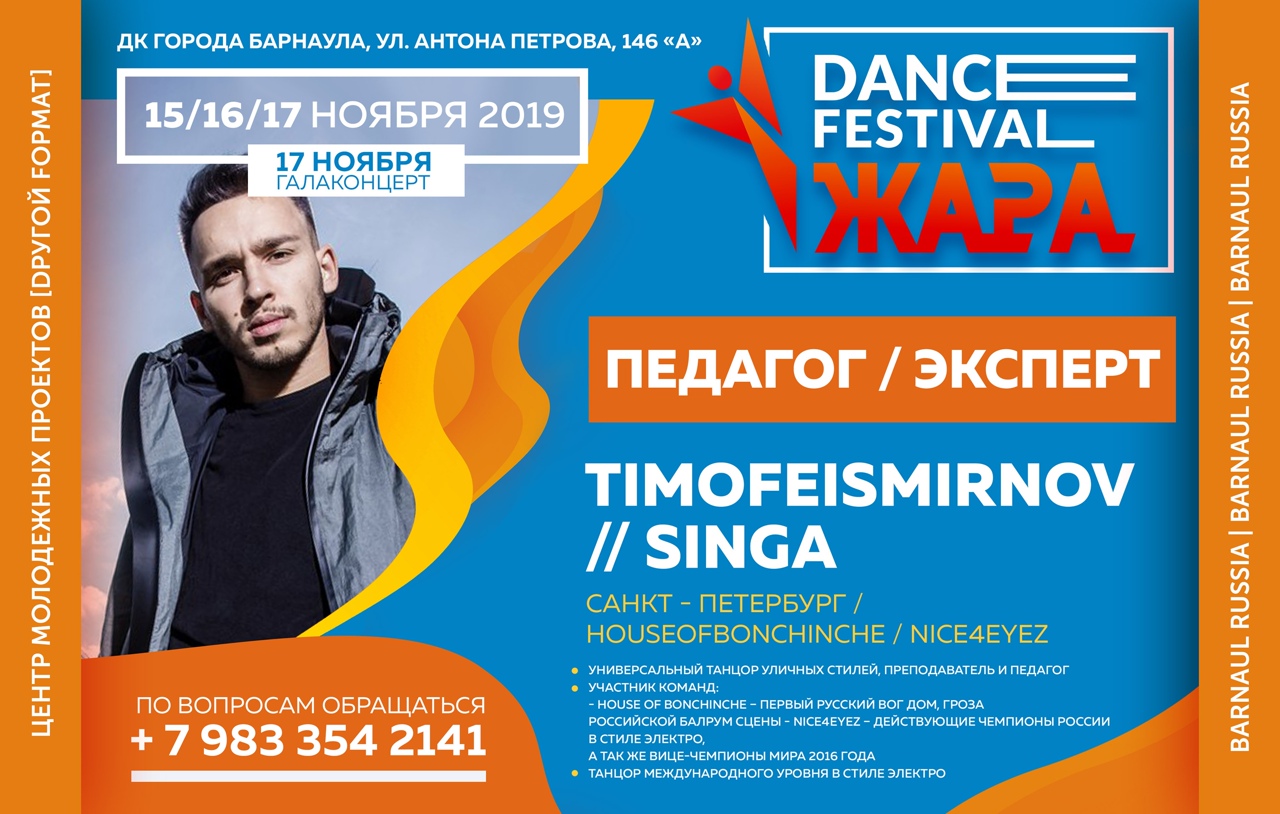 ДК ГОРОДА БАРНАУЛА, УЛ. АНТОНА ПЕТРОВА, 146 «А»
15/16/17 НОЯБРЯ 2019
17 НОЯБРЯ
ГАЛАКОНЦЕРТ
DANCE
FESTIVAL
ЖАРА
ПЕДАГОГ / ЭКСПЕРТ
TIMOFEISMIRNOV
// SINGA
САНКТ - ПЕТЕРБУРГ /
HOUSEOFBONCHINCHE / NICE4EYEZ
• УНИВЕРСАЛЬНЫЙ ТАНЦОР УЛИЧНЫХ СТИЛЕЙ, ПРЕПОДАВАТЕЛЬ И ПЕДАГОГ
• УЧАСТНИК КОМАНД:
- HOUSE OF BONCHINCHE – ПЕРВЫЙ РУССКИЙ ВОГ ДОМ, ГРОЗА
РОССИЙСКОЙ БАЛРУМ СЦЕНЫ - NICE4EYEZ – ДЕЙСТВУЮЩИЕ ЧЕМПИОНЫ РОССИИ
В СТИЛЕ ЭЛЕКТРО,
А ТАК ЖЕ ВИЦЕ-ЧЕМПИОНЫ МИРА 2016 ГОДА
• ТАНЦОР МЕЖДУНАРОДНОГО УРОВНЯ В СТИЛЕ ЭЛЕКТРО
ПО ВОПРОСАМ ОБРАЩАТЬСЯ
+ 7 983 354 2141
ЦЕНТР МОЛОДЕЖНЫХ ПРОЕКТОВ [DРУГОЙ FОРМАТ]
BARNAUL RUSSIA | BARNAUL RUSSIA | BARNAUL RUSSIA